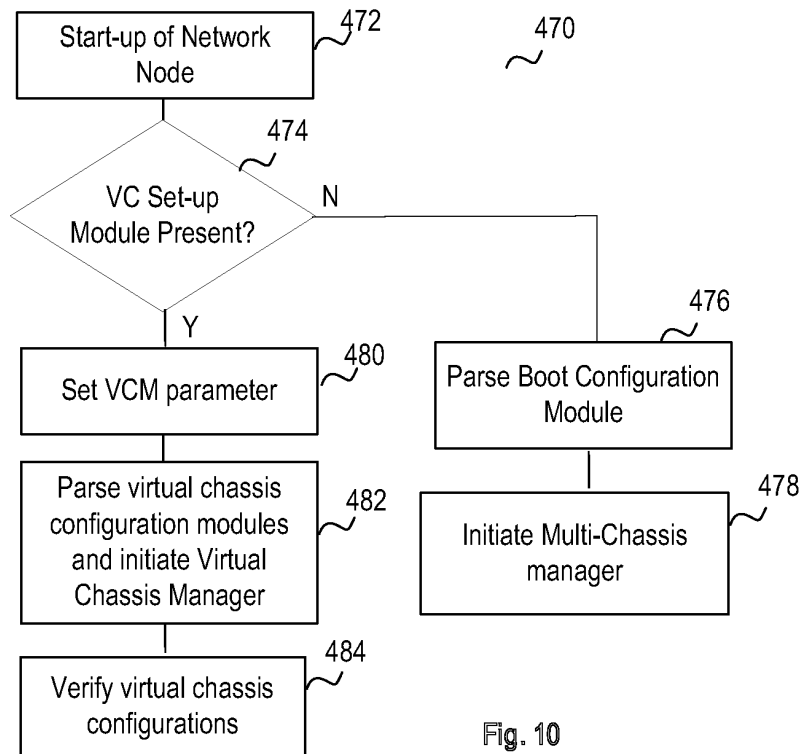 Start-up of Network
Node
472
470
474
VC Set-up
Module Present?
N
Y
476
Parse Boot Configuration
Module
480
Set VCM parameter
478
Initiate Multi-Chassis
manager
482
Parse virtual chassis
configuration modules
and initiate Virtual
Chassis Manager
484
Verify virtual chassis
configurations
Fig. 10